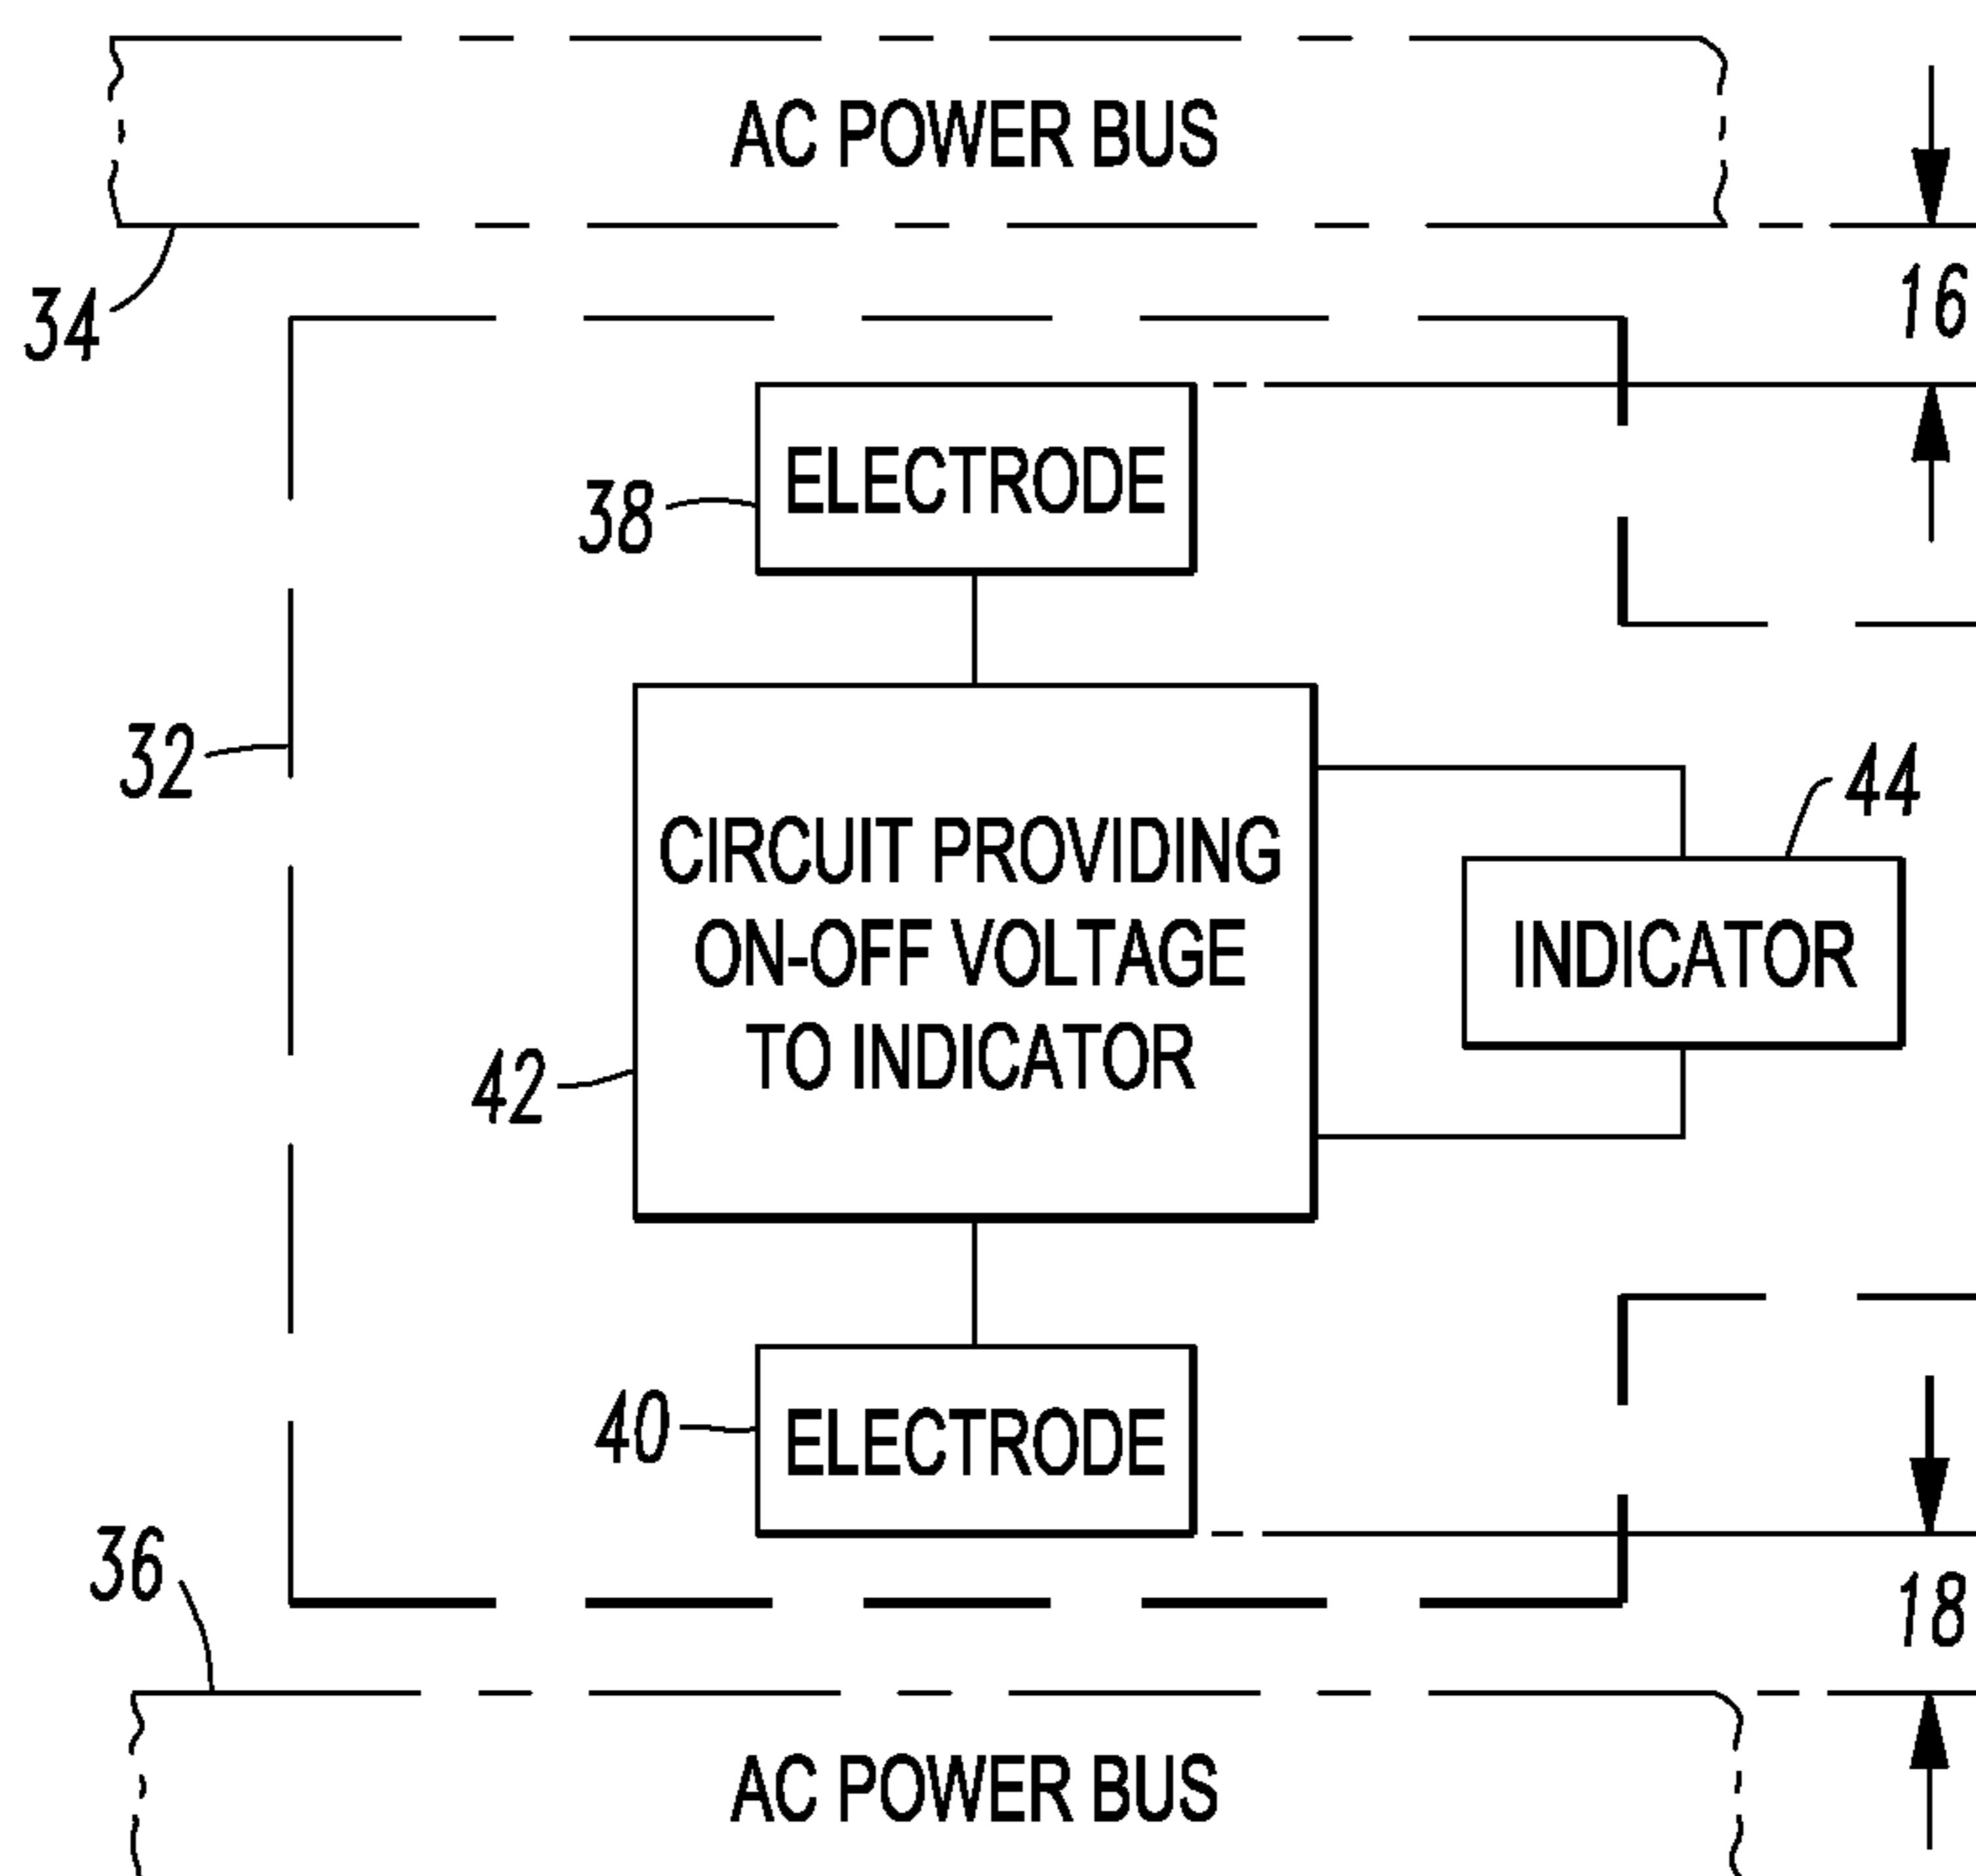 AC POWER BUS
34
16
ELECTRODE
38
32
44
CIRCUIT PROVIDING
ON-OFF VOLTAGE
TO INDICATOR
INDICATOR
42
40
ELECTRODE
36
18
AC POWER BUS